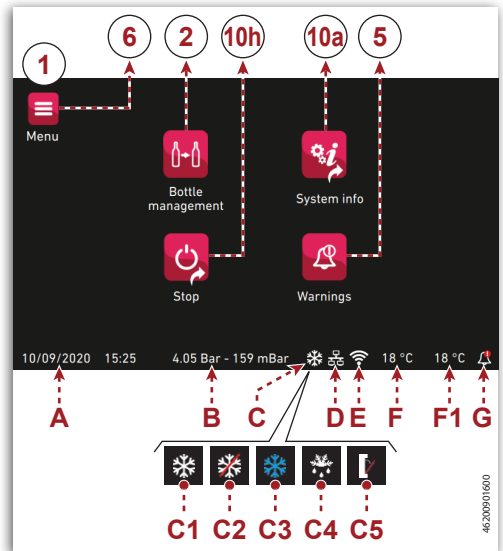 6 2 10h 10a 5
1
Menu
Bottle
management
System info
Stop
Warnings
10/09/2020 15:25 4.05 Bar - 159 mBar 18 °C 18 °C
A B C D E F F1 G
C1 C2 C3 C4 C5
46200901600